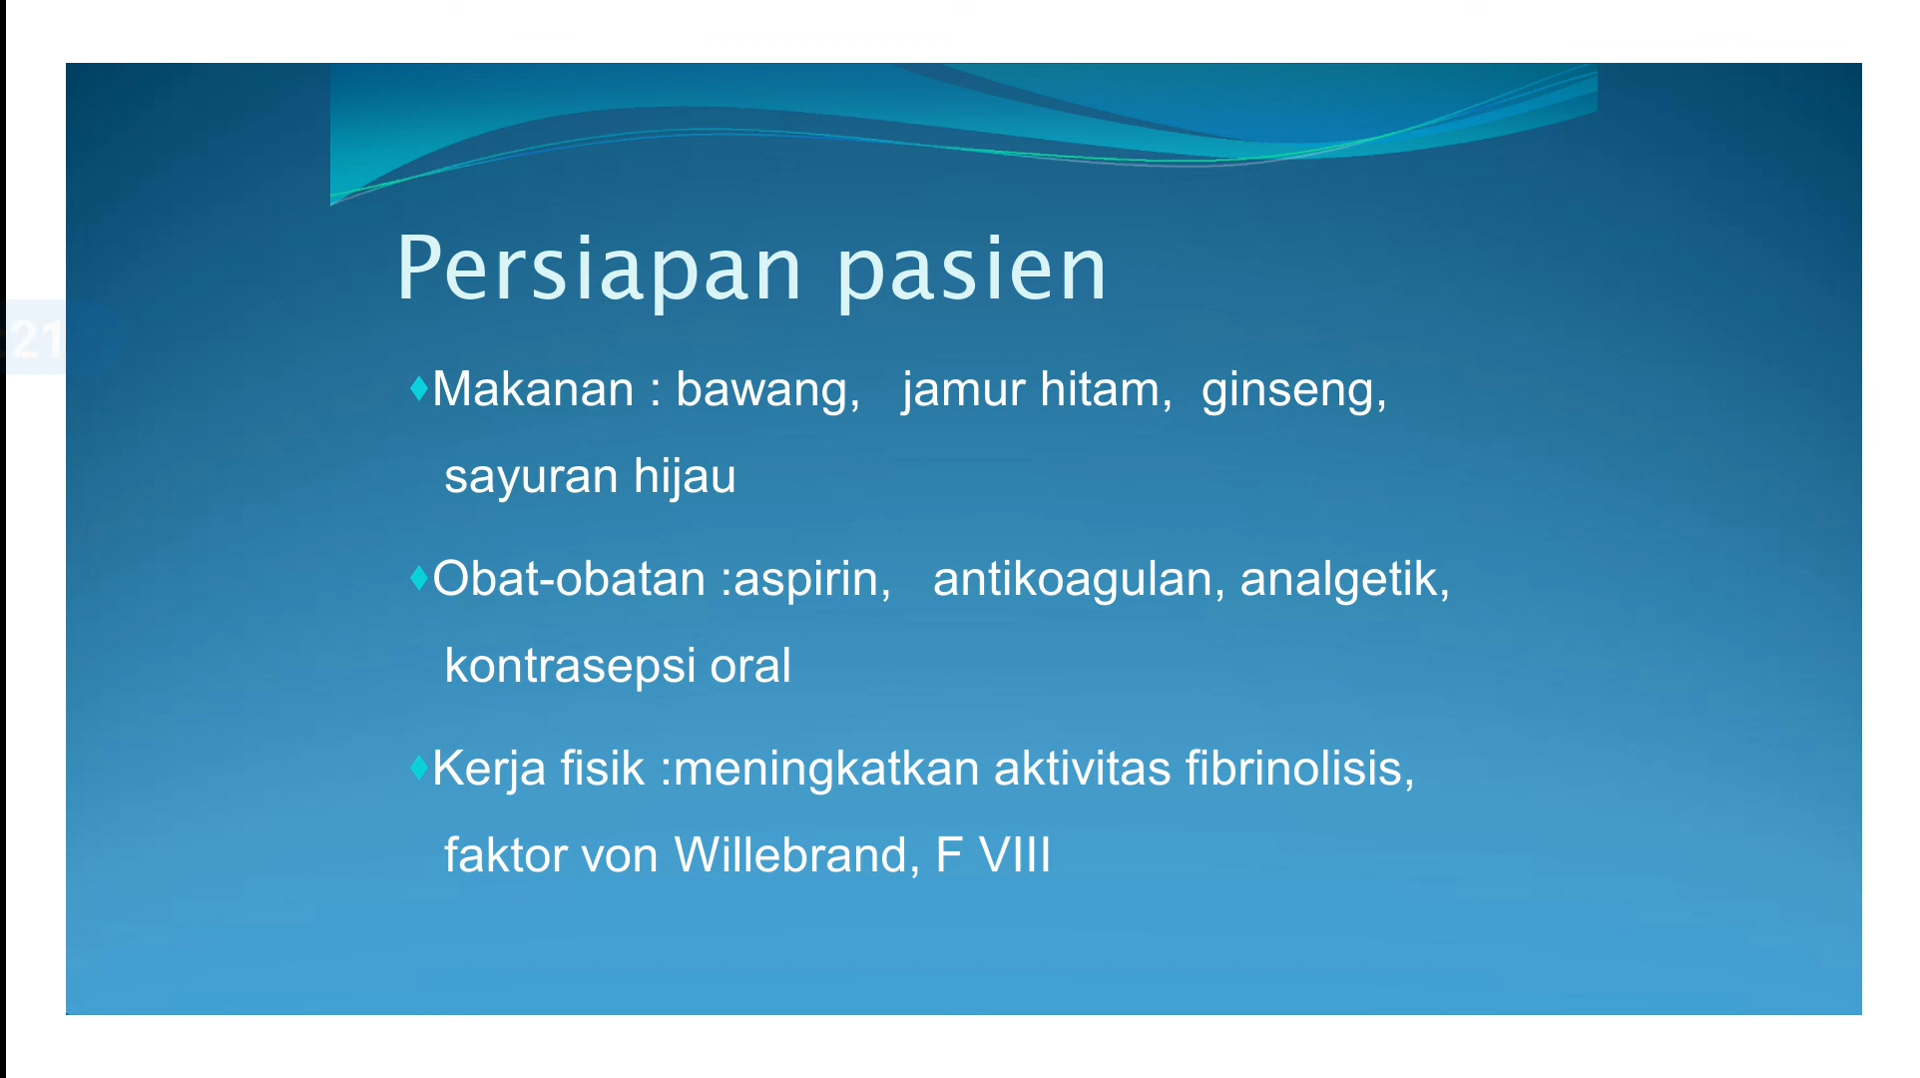 Persiapan pasien
21
♦Makanan : bawang, jamur hitam, ginseng,
sayuran hijau
♦Obat-obatan :aspirin, antikoagulan, analgetik,
kontrasepsi oral
♦Kerja fisik :meningkatkan aktivitas fibrinolisis,
faktor von Willebrand, F VIII